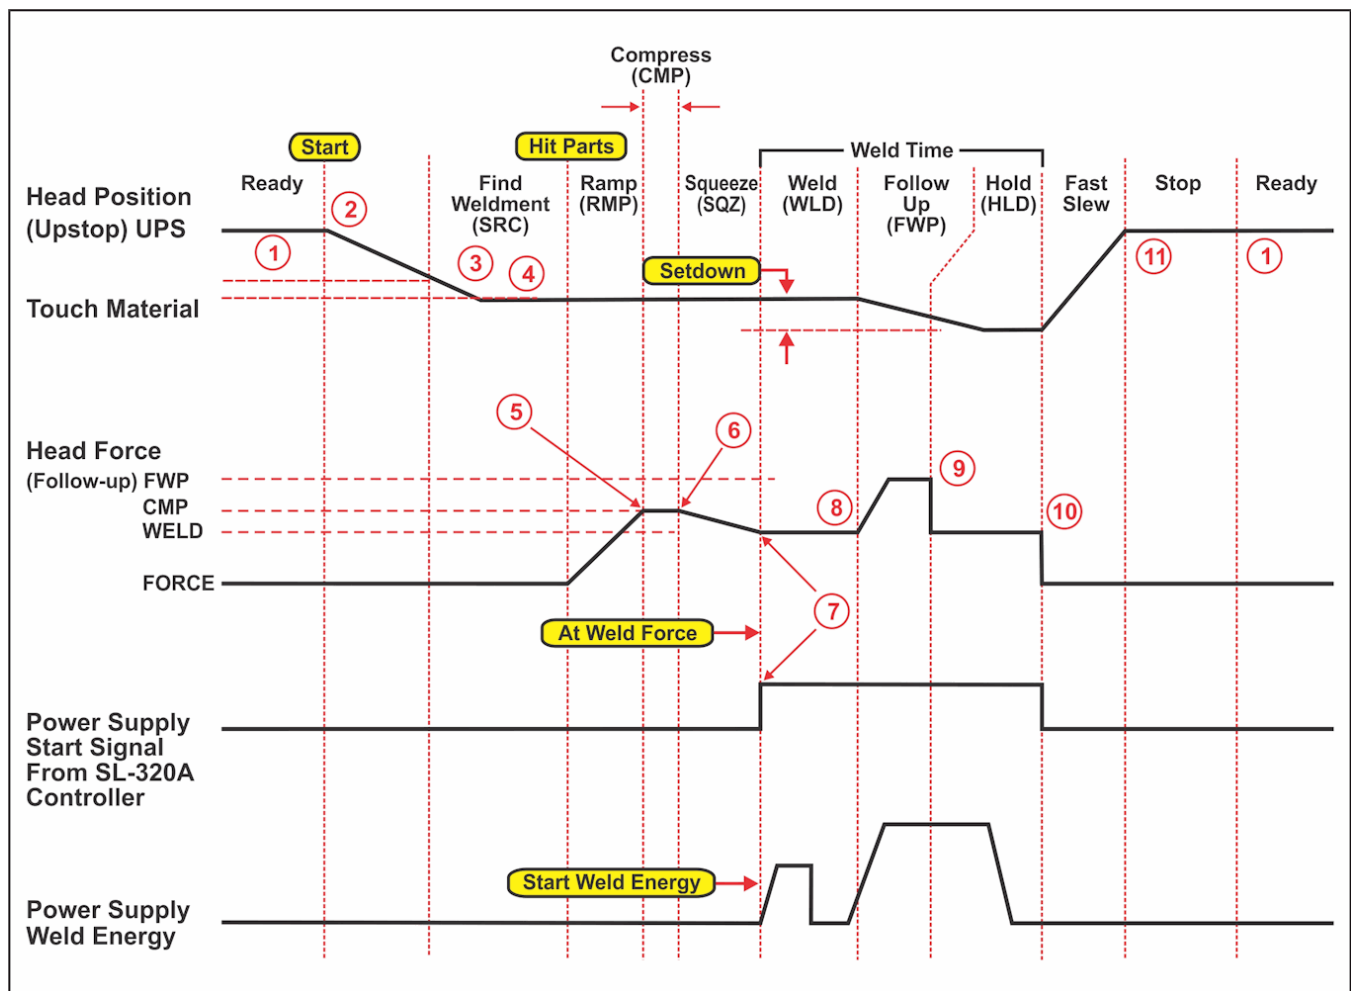 Compress
(CMP)
Start
Hit Parts
Weld Time
Ready
Find
Weldment
(SRC)
Ramp
(RMP)
Squeeze
(SQZ)
Weld
(WLD)
Follow
Up
(FWP)
Hold
(HLD)
Fast
Slew
Stop
Ready
Head Position
(Upstop) UPS
1
2
3
4
Setdown
11
1
Touch Material
5
6
Head Force
(Follow-up) FWP
CMP
WELD
FORCE
9
8
10
7
At Weld Force
Power Supply
Start Signal
From SL-320A
Controller
Start Weld Energy
Power Supply
Weld Energy